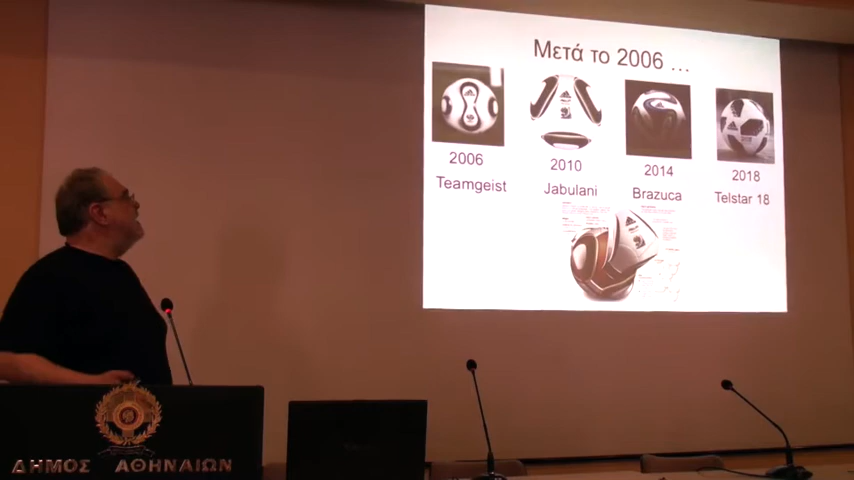 Μετά το 2006 ...
2006
2010
2014
2018
Teamgeist
Jabulani
Brazuca
Telstar 18
ΔΗΜΟΣ ΑΘΗΝΑΙΩΝ